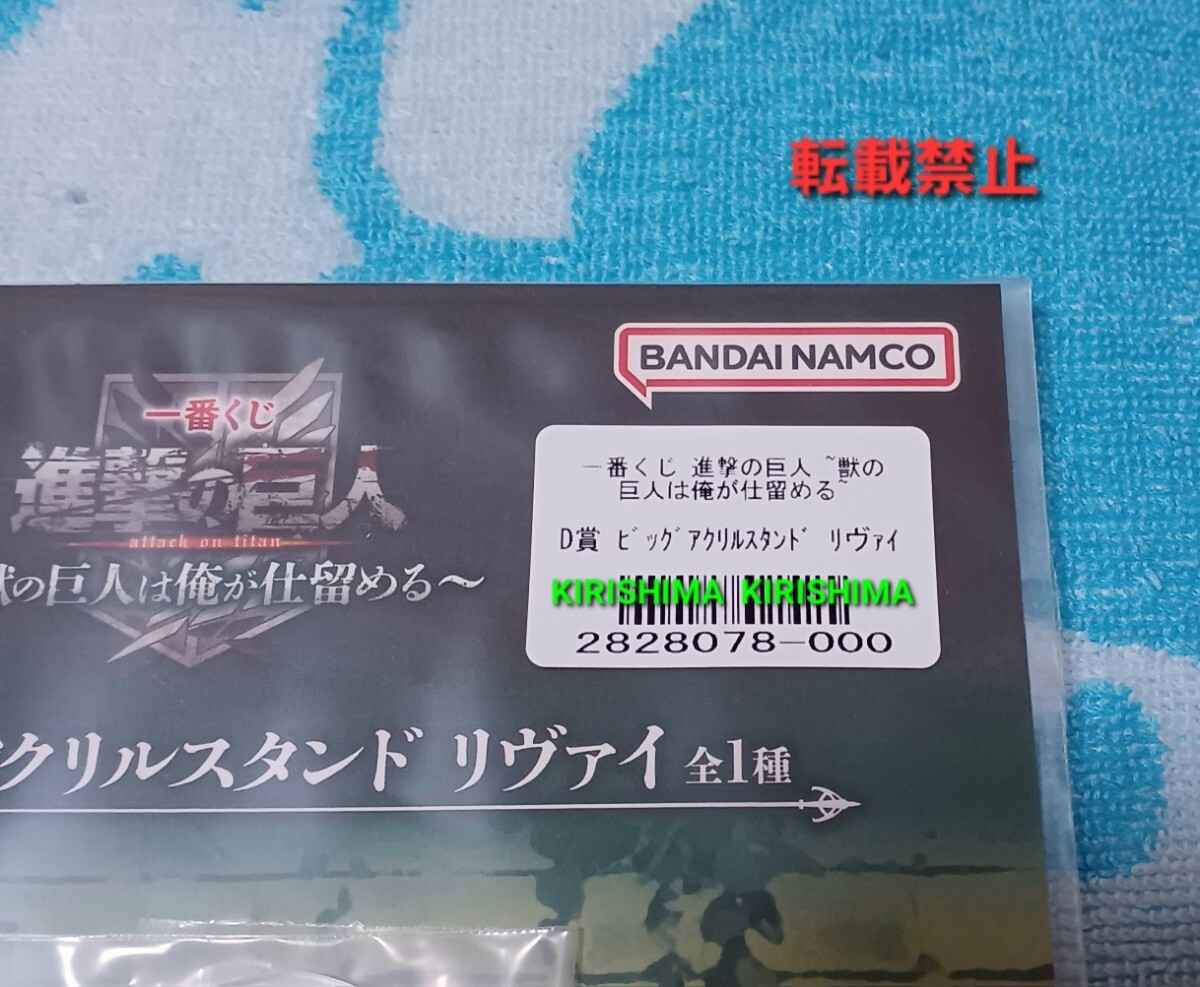 転載禁止
BANDAI NAMCO
一番くじ
進撃の巨人
attack on titan
の巨人は俺が仕留める～
一番くじ 進撃の巨人 ~獣の
巨人は俺が仕留める~
D賞 ﾋﾞｯｸﾞｱｸﾘﾙｽﾀﾝﾄﾞ ﾘｳﾞｧｲ
KIRISHIMA KIRISHIMA
2828078-000
クリルスタンド リヴァイ 全1種